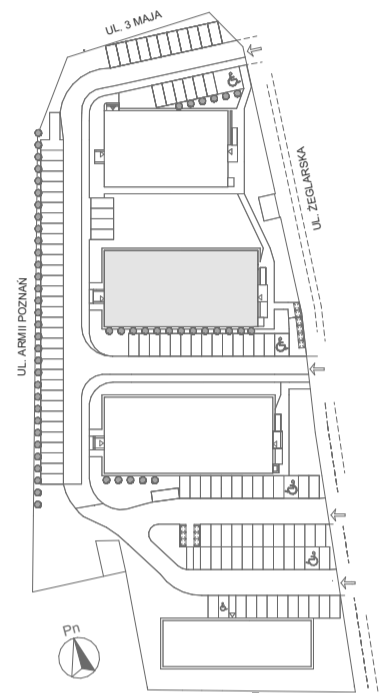 UL. 3 MAJA
UL. ŻEGLARSKA
UL. ARMII POZNAŃ
Pn